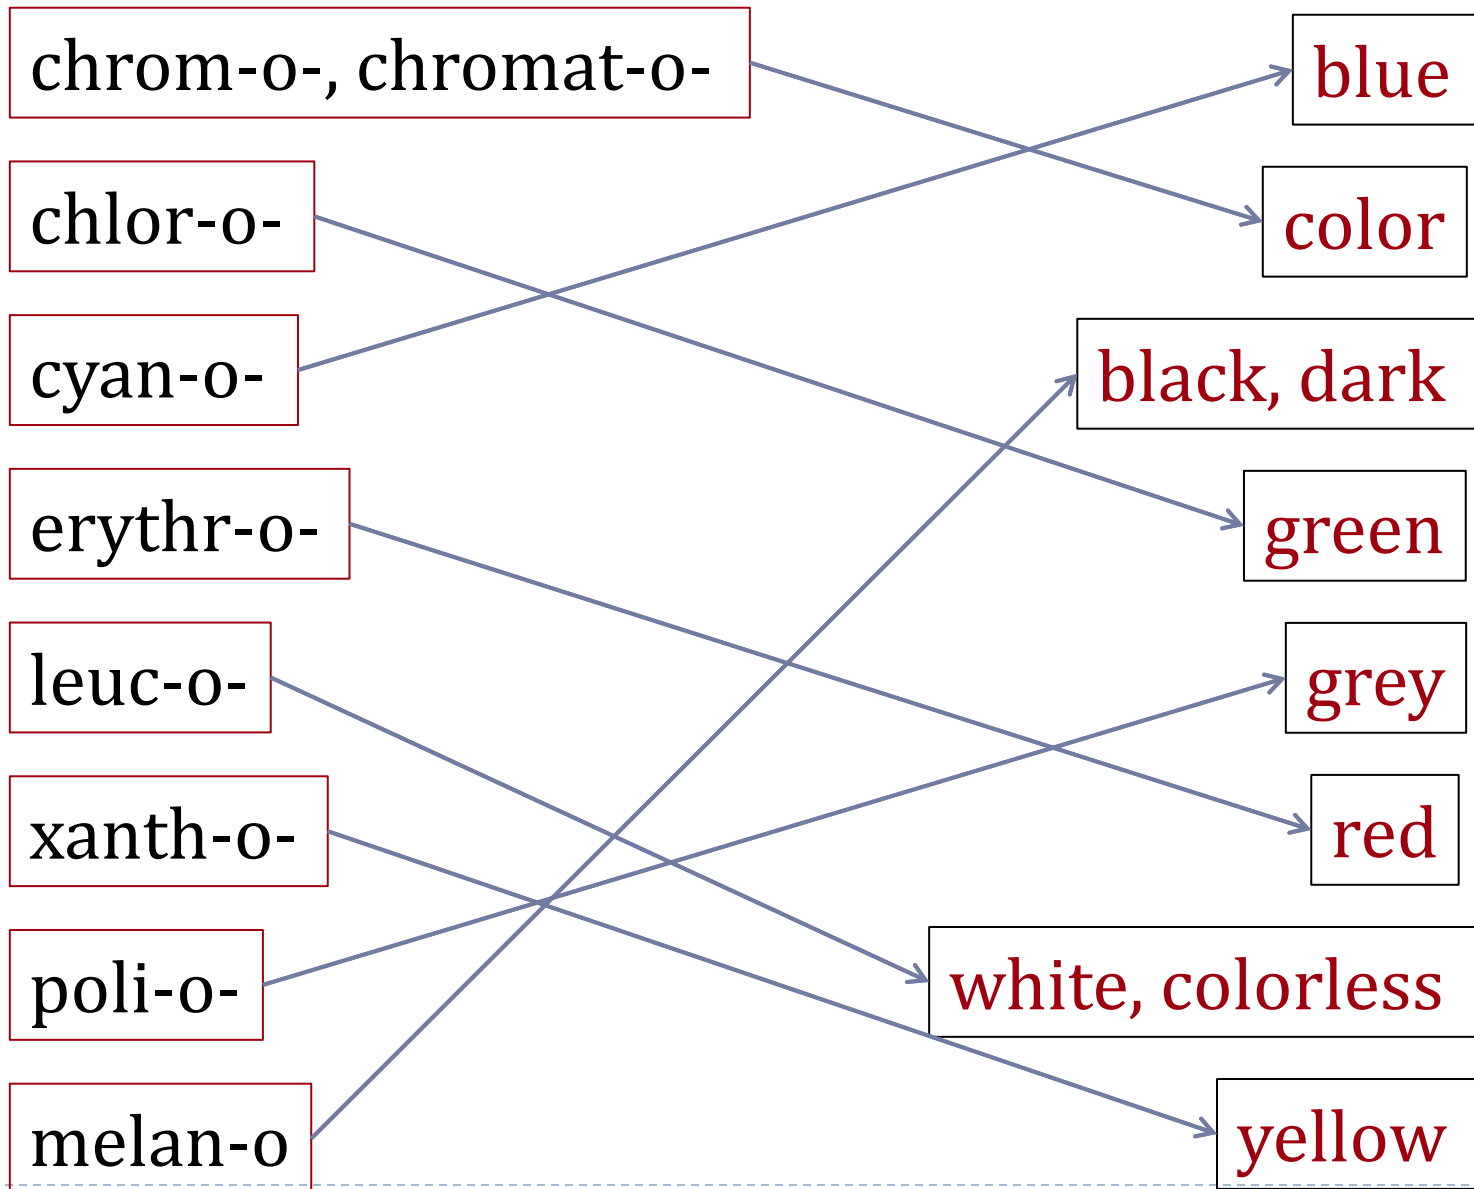 chrom-o-, chromat-o-
chlor-o-
cyan-o-
erythr-o-
leuc-o-
xanth-o-
poli-o-
melan-o
blue
color
black, dark
green
grey
red
white, colorless
yellow